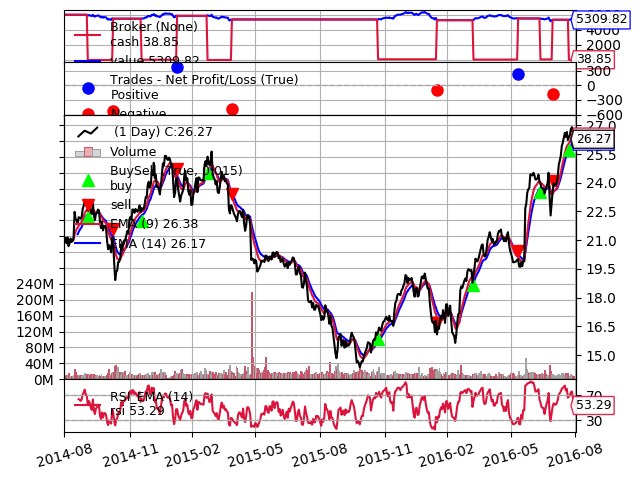 Broker (None)
cash 38.85
value 5309.82
5309.82
4000
2000
38.85
Trades - Net Profit/Loss (True)
Positive
Negative
300
0
−300
−600
(1 Day) C:26.27
Volume
BuySell (True, 0.015)
buy
sell
EMA (9) 26.38
EMA (14) 26.17
27.0
26.27
25.5
24.0
22.5
21.0
19.5
18.0
16.5
15.0
240M
200M
160M
120M
80M
40M
0M
RSI_EMA (14)
rsi 53.29
70
53.29
30
2014-08
2014-11
2015-02
2015-05
2015-08
2015-11
2016-02
2016-05
2016-08